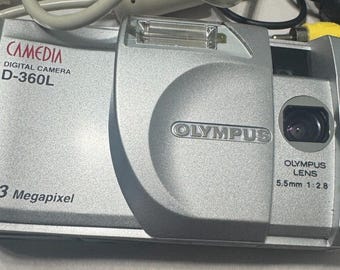 CAMEDIA
DIGITAL CAMERA
D-360L
OLYMPUS
OLYMPUS
LENS
5.5mm 1:2.8
3 Megapixel